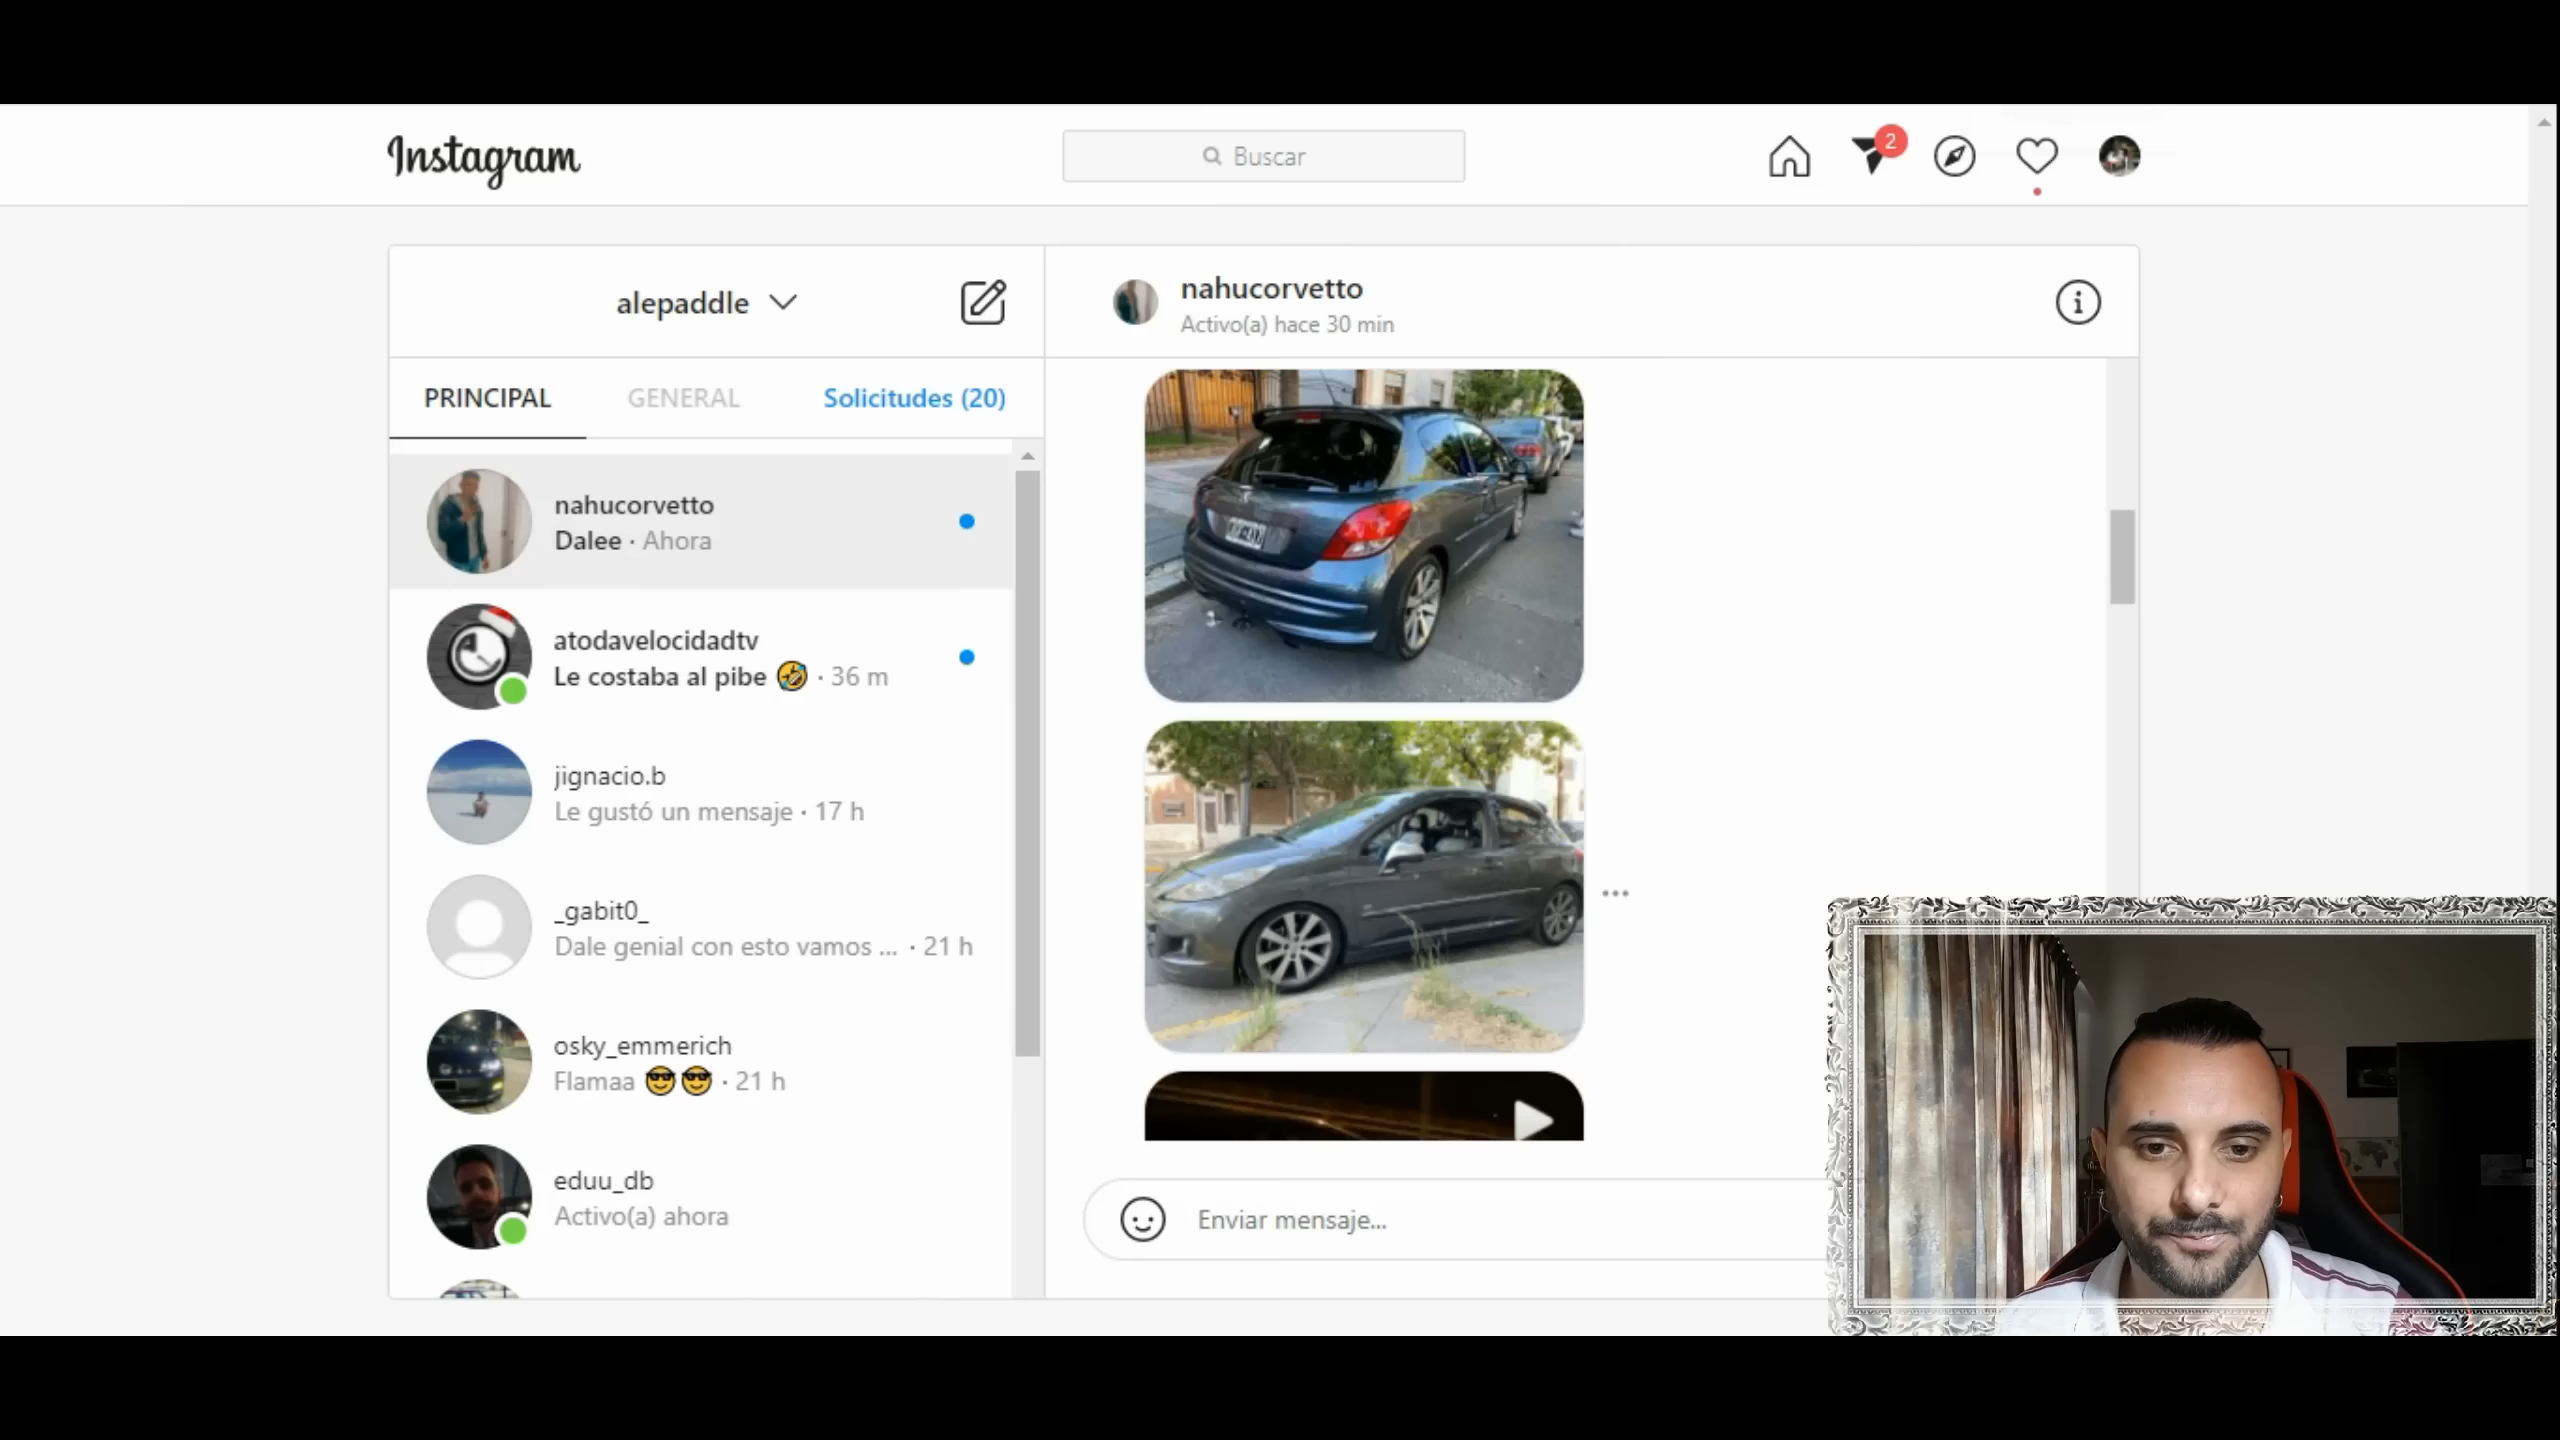 Instagram
Buscar
2
alepaddle
nahucorvetto
Activo(a) hace 30 min
PRINCIPAL
GENERAL
Solicitudes (20)
nahucorvetto
Dalee · Ahora
atodavelocidadtv
Le costaba al pibe 🤣 · 36 m
jignacio.b
Le gustó un mensaje · 17 h
_gabit0_
Dale genial con esto vamos ... · 21 h
osky_emmerich
Flamaa 😎😎 · 21 h
eduu_db
Activo(a) ahora
Enviar mensaje...